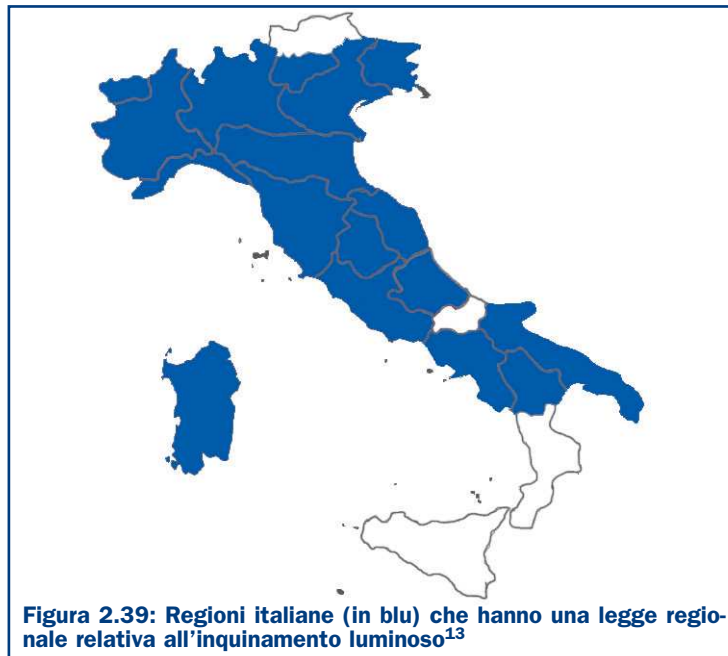 Figura 2.39: Regioni italiane (in blu) che hanno una legge regio-
nale relativa all'inquinamento luminoso¹³